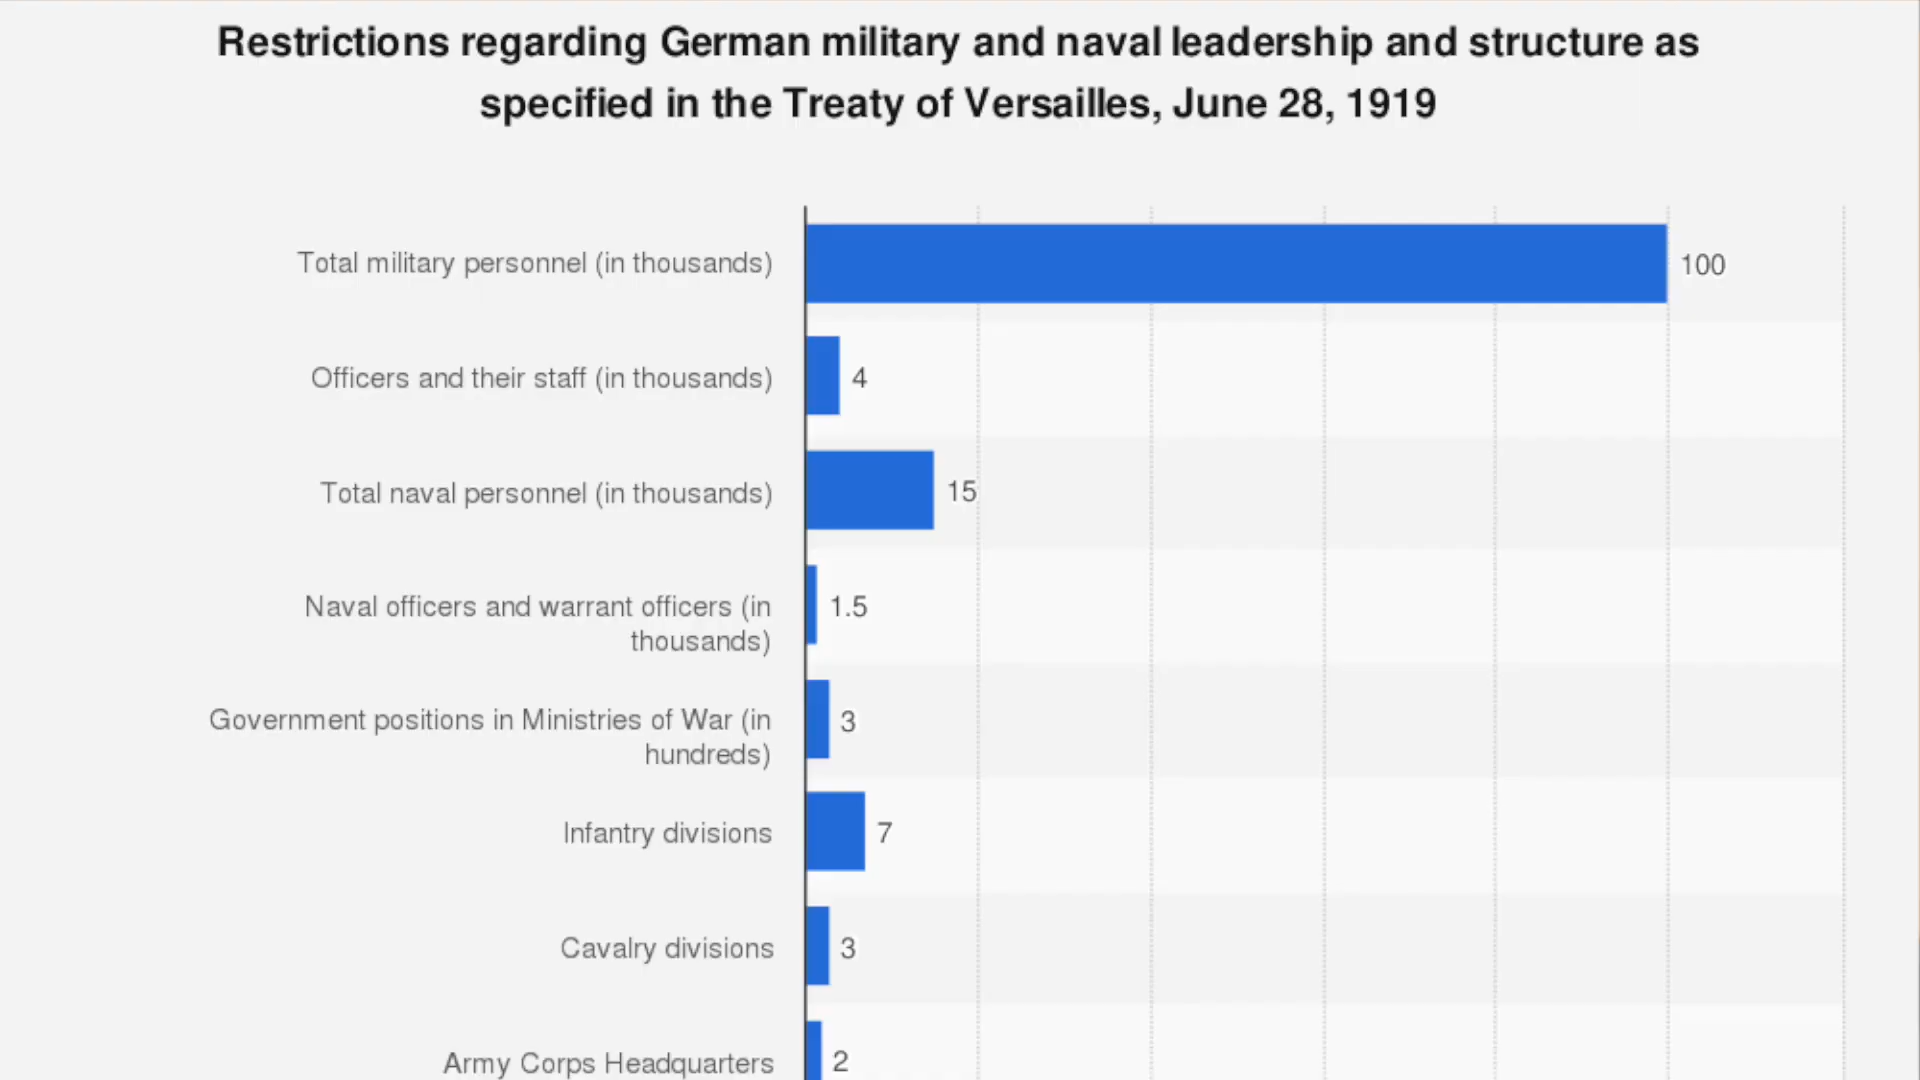 Restrictions regarding German military and naval leadership and structure as
specified in the Treaty of Versailles, June 28, 1919
Total military personnel (in thousands) 100
Officers and their staff (in thousands) 4
Total naval personnel (in thousands) 15
Naval officers and warrant officers (in
thousands) 1.5
Government positions in Ministries of War (in
hundreds) 3
Infantry divisions 7
Cavalry divisions 3
Army Corps Headquarters 2